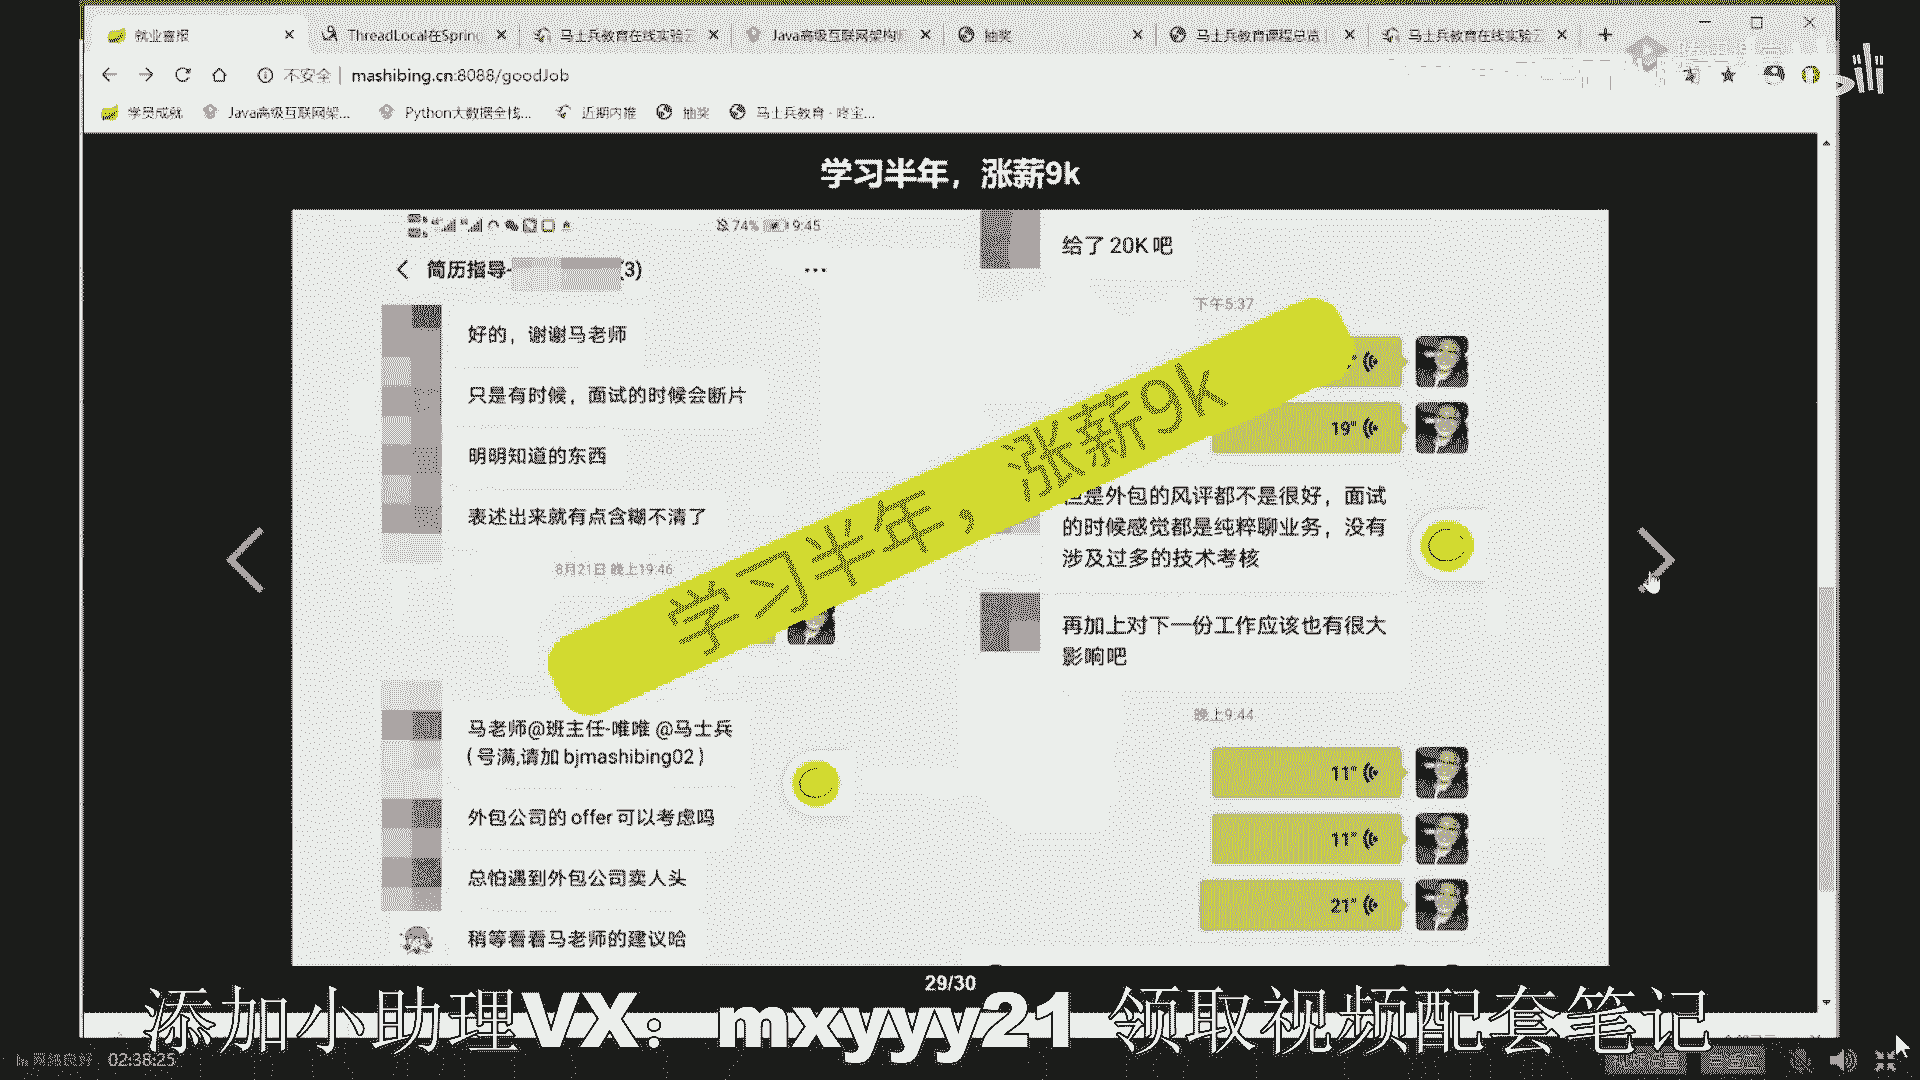 就业喜报
ThreadLocal在Spring
马士兵教育在线实验云
Java高级互联网架构师
抽奖
马士兵教育课程总览
马士兵教育在线实验云
不安全
mashibing.cn:8088/goodJob
学员成就
Java高级互联网架...
Python大数据全栈...
近期内推
抽奖
马士兵教育 - 咚宝...
学习半年，涨薪9k
74%
9:45
简历指导-
(3)
好的，谢谢马老师
只是有时候，面试的时候会断片
明明知道的东西
表述出来就有点含糊不清了
8月21日 晚上19:46
马老师@班主任-唯唯 @马士兵
（号满,请加 bjmashibing02）
外包公司的 offer 可以考虑吗
总怕遇到外包公司卖人头
稍等看看马老师的建议哈
给了 20K 吧
下午5:37
19"
但是外包的风评都不是很好，面试
的时候感觉都是纯粹聊业务，没有
涉及过多的技术考核
再加上对下一份工作应该也有很大
影响吧
晚上9:44
11"
11"
21"
学习半年，涨薪9k
29/30
添加小助理VX：mxyyy21 领取视频配套笔记
网络良好
02:38:25